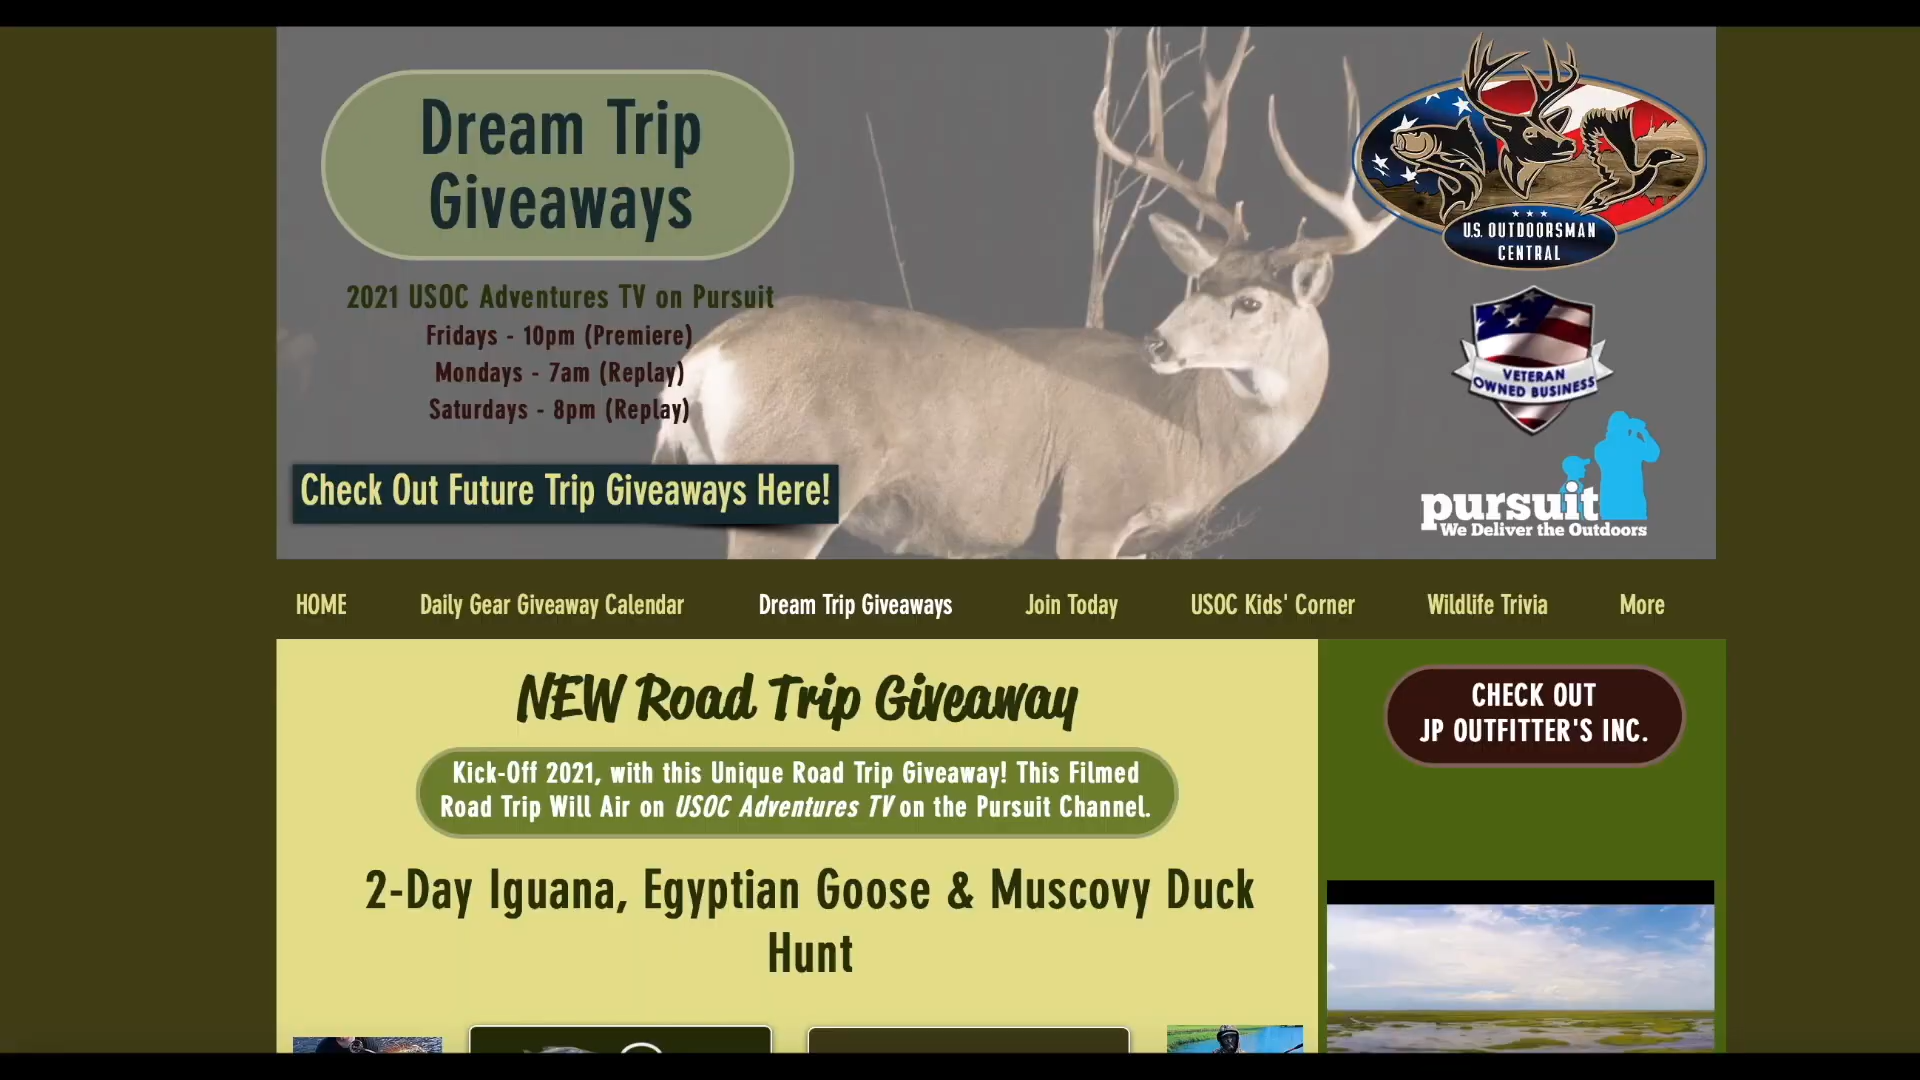 Dream Trip
Giveaways
2021 USOC Adventures TV on Pursuit
Fridays - 10pm (Premiere)
Mondays - 7am (Replay)
Saturdays - 8pm (Replay)
Check Out Future Trip Giveaways Here!
U.S. OUTDOORSMAN
CENTRAL
VETERAN
OWNED BUSINESS
pursuit
We Deliver the Outdoors
HOME
Daily Gear Giveaway Calendar
Dream Trip Giveaways
Join Today
USOC Kids' Corner
Wildlife Trivia
More
NEW Road Trip Giveaway
Kick-Off 2021, with this Unique Road Trip Giveaway! This Filmed
Road Trip Will Air on USOC Adventures TV on the Pursuit Channel.
2-Day Iguana, Egyptian Goose & Muscovy Duck
Hunt
CHECK OUT
JP OUTFITTER'S INC.